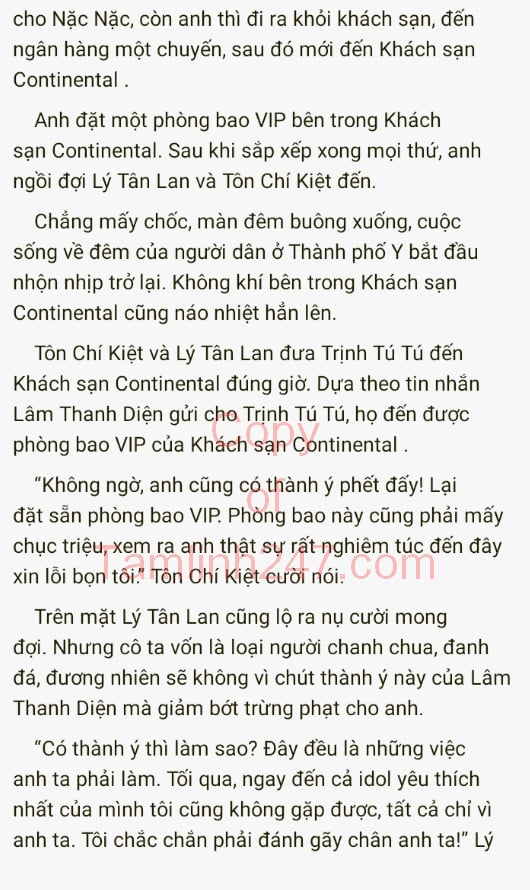 cho Nặc Nặc, còn anh thì đi ra khỏi khách sạn, đến
ngân hàng một chuyến, sau đó mới đến Khách sạn
Continental .
Anh đặt một phòng bao VIP bên trong Khách
sạn Continental. Sau khi sắp xếp xong mọi thứ, anh
ngồi đợi Lý Tân Lan và Tôn Chí Kiệt đến.
Chẳng mấy chốc, màn đêm buông xuống, cuộc
sống về đêm của người dân ở Thành phố Y bắt đầu
nhộn nhịp trở lại. Không khí bên trong Khách sạn
Continental cũng náo nhiệt hẳn lên.
Tôn Chí Kiệt và Lý Tân Lan đưa Trịnh Tú Tú đến
Khách sạn Continental đúng giờ. Dựa theo tin nhắn
Lâm Thanh Diện gửi cho Trịnh Tú Tú, họ đến được
phòng bao VIP của Khách sạn Continental .
“Không ngờ, anh cũng có thành ý phết đấy! Lại
đặt sẵn phòng bao VIP. Phòng bao này cũng phải mấy
chục triệu, xem ra anh thật sự rất nghiêm túc đến đây
xin lỗi bọn tôi.” Tôn Chí Kiệt cười nói.
Trên mặt Lý Tân Lan cũng lộ ra nụ cười mong
đợi. Nhưng cô ta vốn là loại người chanh chua, đanh
đá, đương nhiên sẽ không vì chút thành ý này của Lâm
Thanh Diện mà giảm bớt trừng phạt cho anh.
“Có thành ý thì làm sao? Đây đều là những việc
anh ta phải làm. Tối qua, ngay đến cả idol yêu thích
nhất của mình tôi cũng không gặp được, tất cả chỉ vì
anh ta. Tôi chắc chắn phải đánh gãy chân anh ta!” Lý
Copy
of
Tamlinh247.com